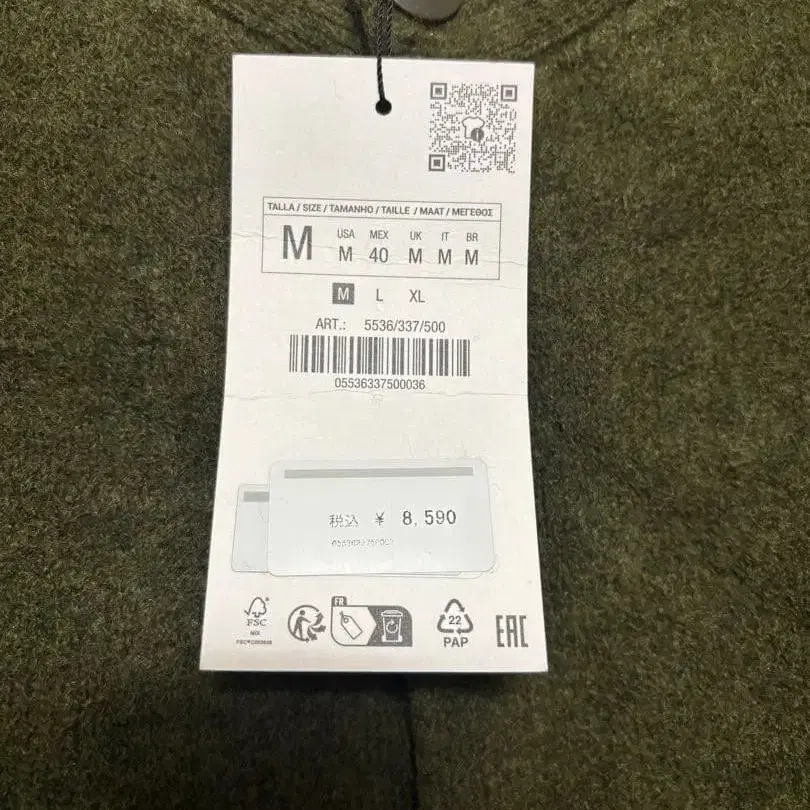 TALLA / SIZE / TAMANHO / TAILLE / MAAT / ΜΕΓΕΘΟΣ
M
USA MEX UK IT BR
M 40 M M M
M L XL
ART.: 5536/337/500
05536337500036
税込 ¥ 8,590
FR
FSC
MIX
22
PAP
EAC